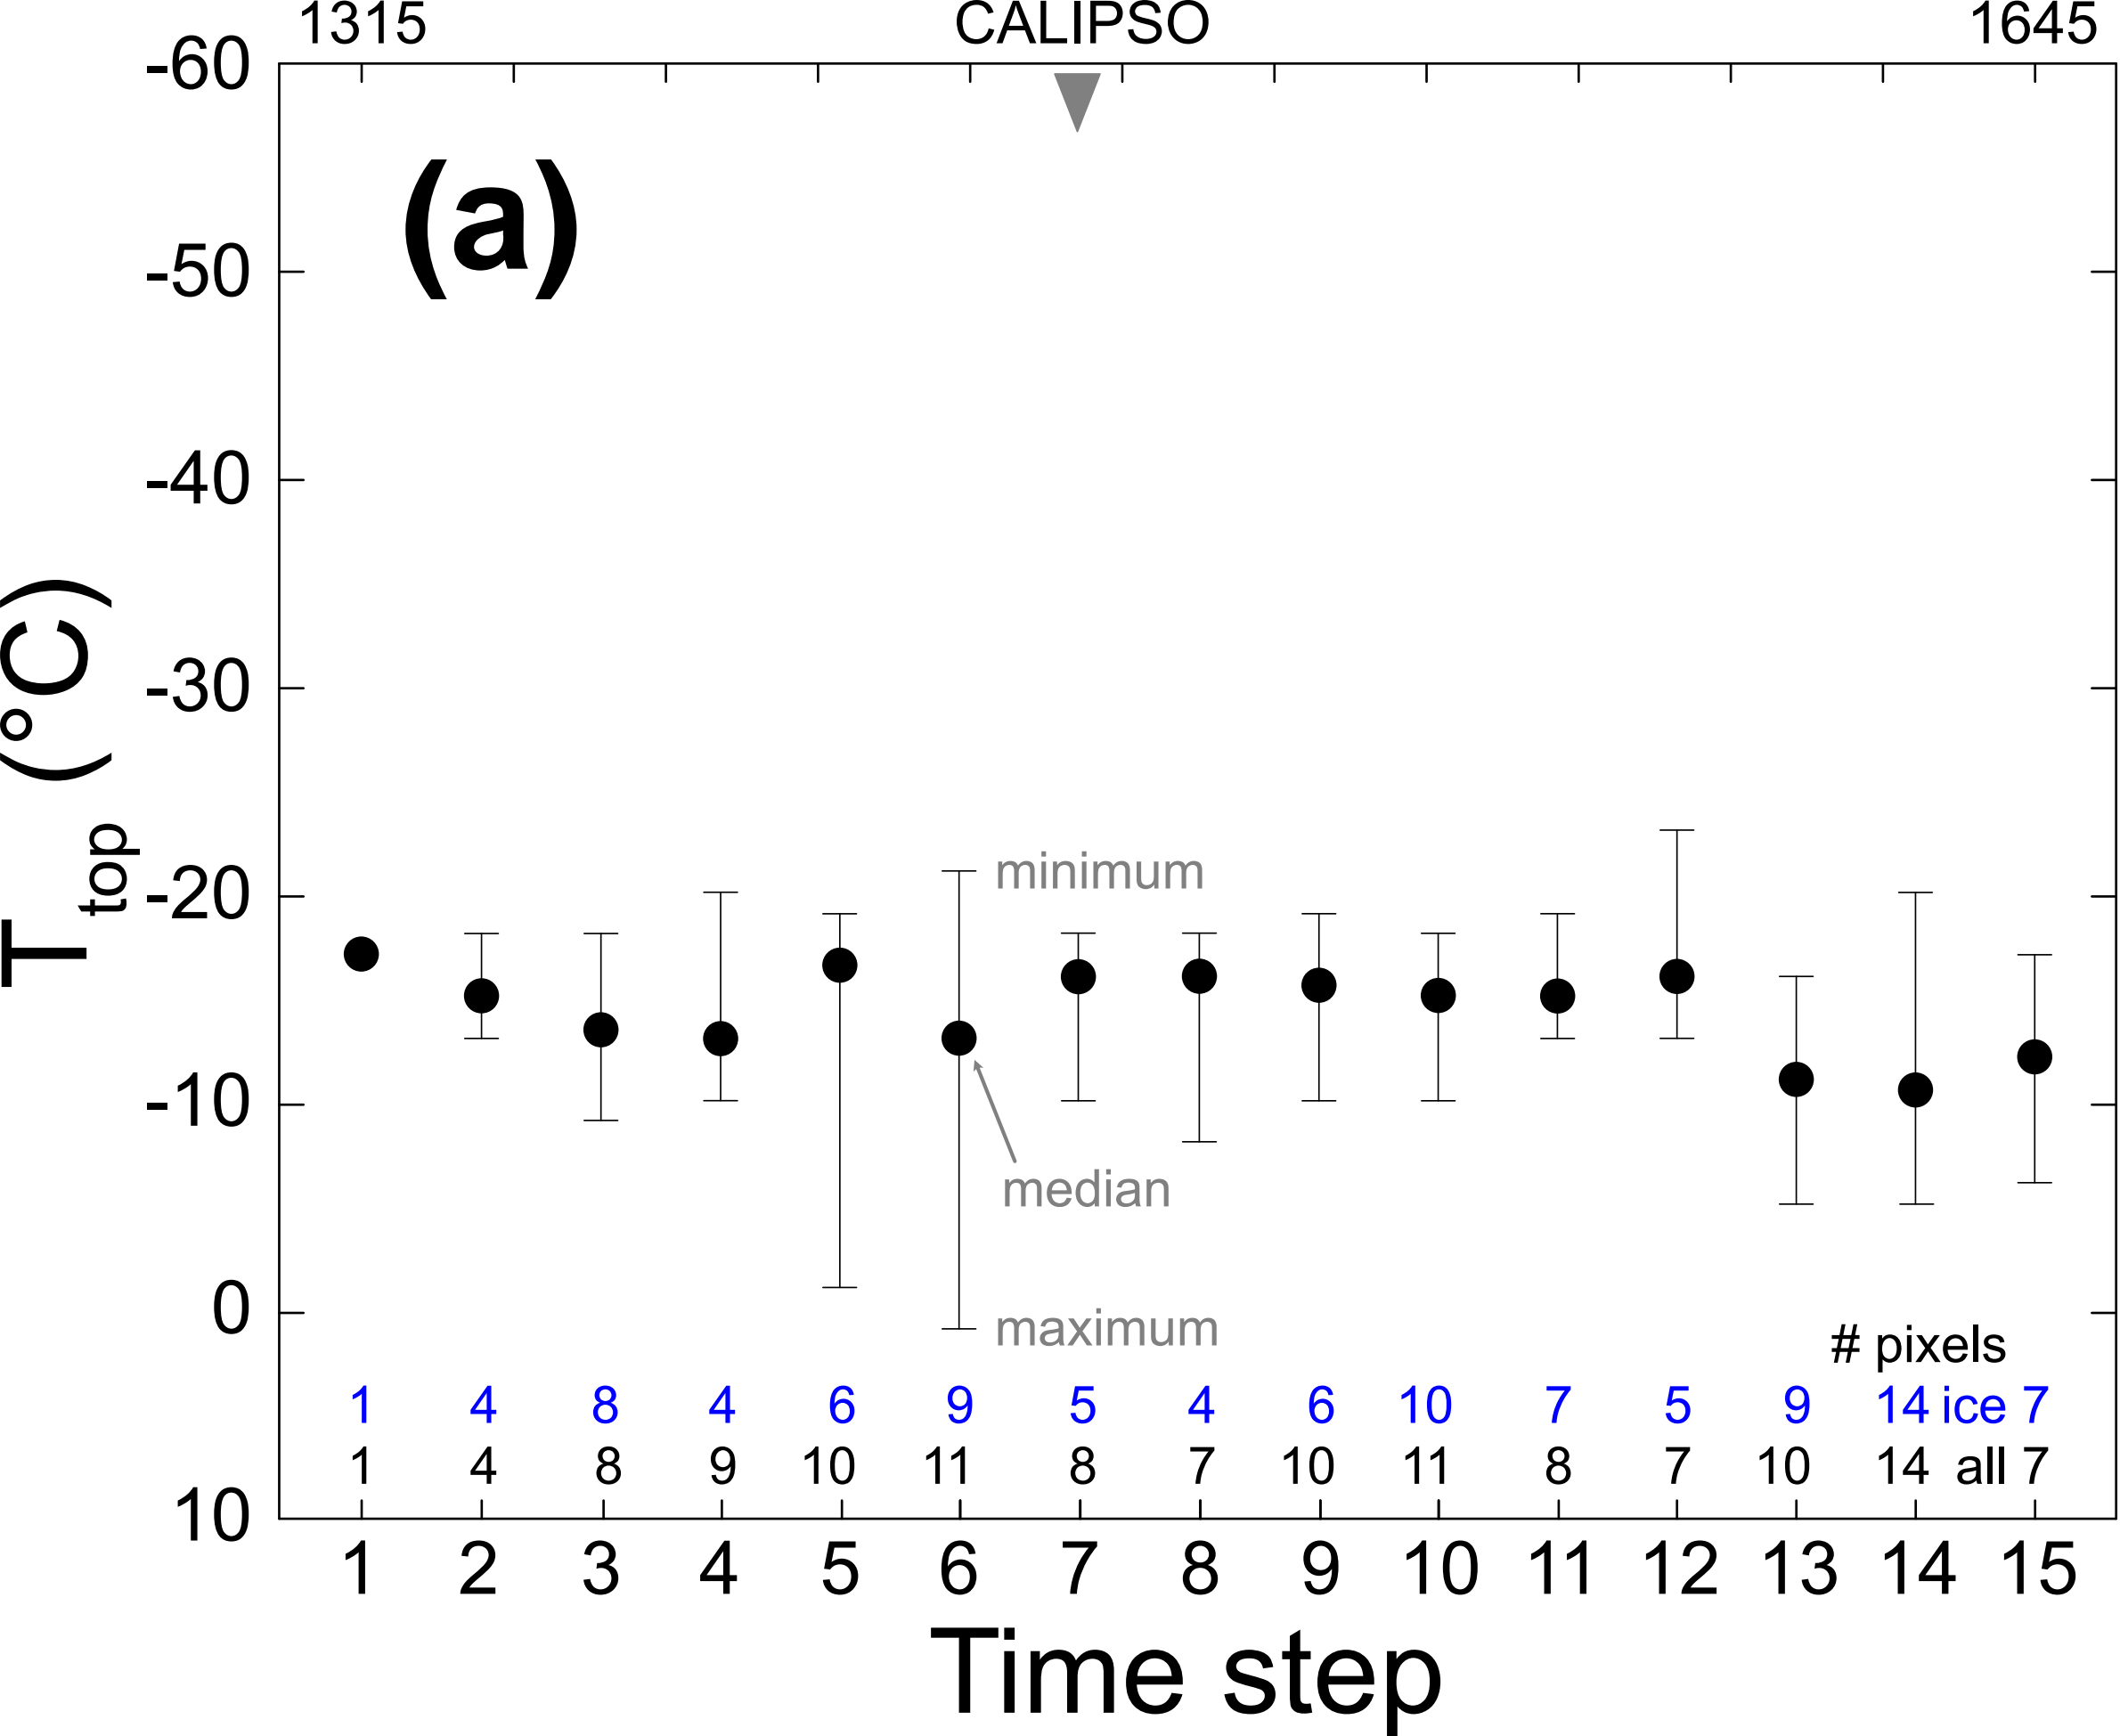 1315 CALIPSO 1645
-60
(a)
-50
-40
-30
-20
-10
0
10
Ttop (°C)
minimum
median
maximum
# pixels
1 4 8 4 6 9 5 4 6 10 7 5 9 14 ice 7
1 4 8 9 10 11 8 7 10 11 8 7 10 14 all 7
1 2 3 4 5 6 7 8 9 10 11 12 13 14 15
Time step